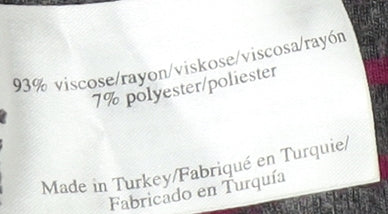 93% viscose/rayon/viskose/viscosa/rayón
7% polyester/poliester
Made in Turkey/Fabriqué en Turquie/
Fabricado en Turquía